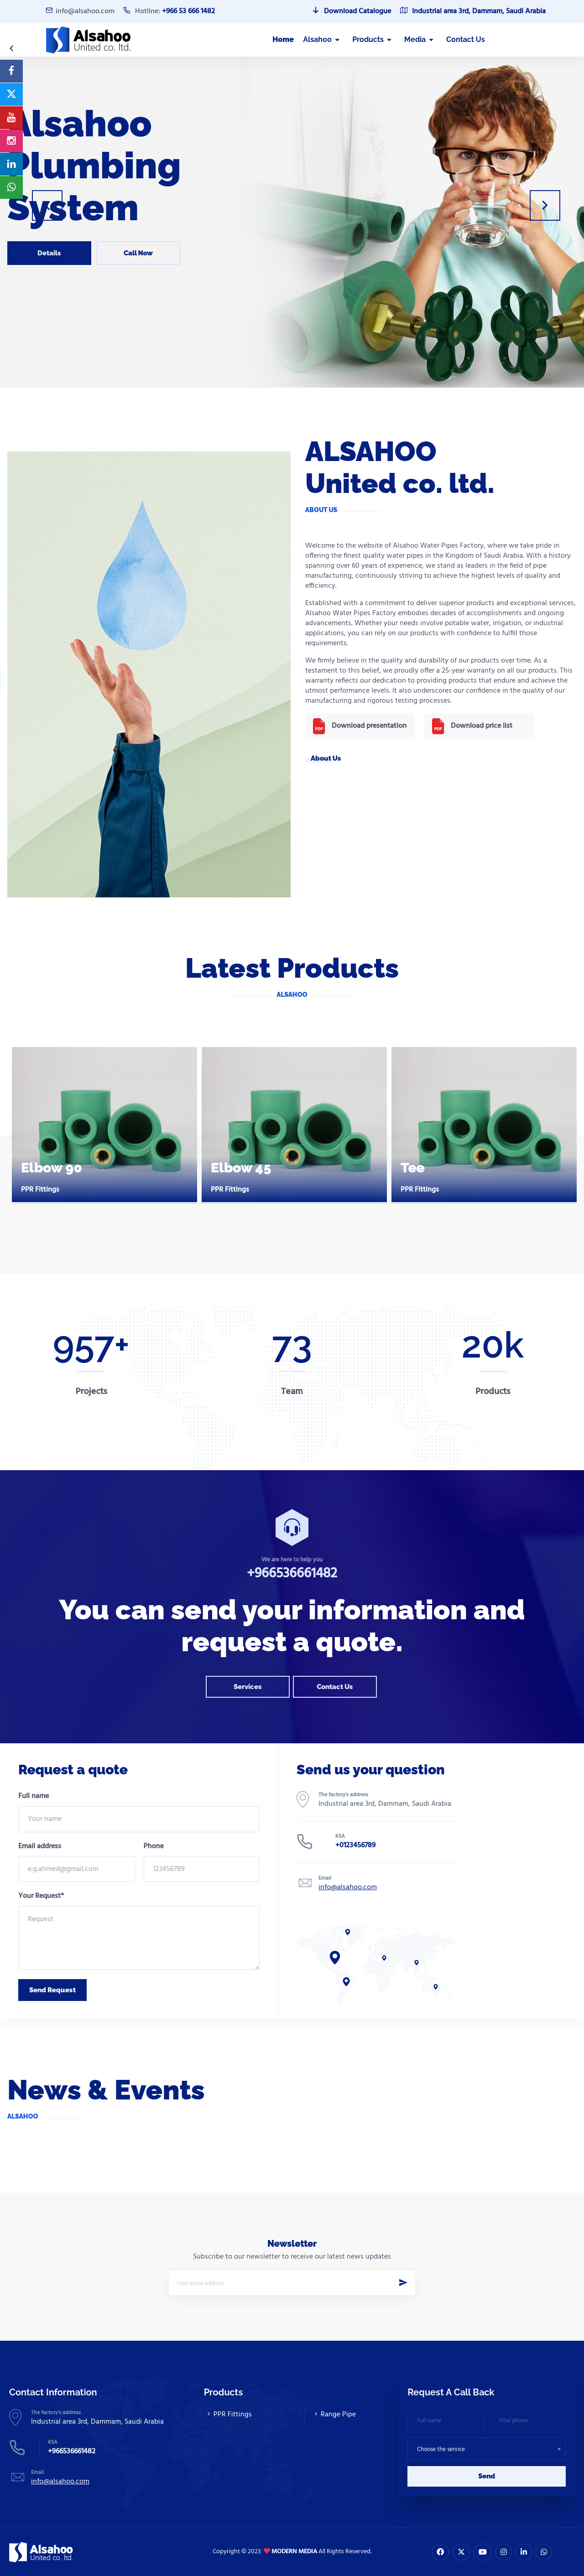 info@alsahoo.com
Hotline: +966 53 666 1482
Download Catalogue
Industrial area 3rd, Dammam, Saudi Arabia
Alsahoo
United co. ltd.
Home
Alsahoo
Products
Media
Contact Us
Alsahoo
Plumbing
System
Details
Call Now
ALSAHOO
United co. ltd.
ABOUT US
Welcome to the website of Alsahoo Water Pipes Factory, where we take pride in
offering the finest quality water pipes in the Kingdom of Saudi Arabia. With a history
spanning over 60 years of experience, we stand as leaders in the field of pipe
manufacturing, continuously striving to achieve the highest levels of quality and
efficiency.
Established with a commitment to deliver superior products and exceptional services,
Alsahoo Water Pipes Factory embodies decades of accomplishments and ongoing
advancements. Whether your needs involve potable water, irrigation, or industrial
applications, you can rely on our products with confidence to fulfill those
requirements.
We firmly believe in the quality and durability of our products over time. As a
testament to this belief, we proudly offer a 25-year warranty on all our products. This
warranty reflects our dedication to providing products that endure and achieve the
utmost performance levels. It also underscores our confidence in the quality of our
manufacturing and rigorous testing processes.
PDF
Download presentation
PDF
Download price list
About Us
Latest Products
ALSAHOO
Elbow 90
PPR Fittings
Elbow 45
PPR Fittings
Tee
PPR Fittings
957+
Projects
73
Team
20k
Products
We are here to help you
+966536661482
You can send your information and
request a quote.
Services
Contact Us
Request a quote
Full name
Your name
Email address
Phone
e.g.ahmed@gmail.com
123456789
Your Request*
Request
Send Request
Send us your question
The factory's address
Industrial area 3rd, Dammam, Saudi Arabia
KSA
+0123456789
Email
info@alsahoo.com
News & Events
ALSAHOO
Newsletter
Subscribe to our newsletter to receive our latest news updates
Your email address
Contact Information
The factory's address
Industrial area 3rd, Dammam, Saudi Arabia
KSA
+966536661482
Email
info@alsahoo.com
Products
PPR Fittings
Range Pipe
Request A Call Back
Full name
Your phone
Choose the service
Send
Alsahoo
United co. ltd.
Copyright © 2023 ❤ MODERN MEDIA All Rights Reserved.